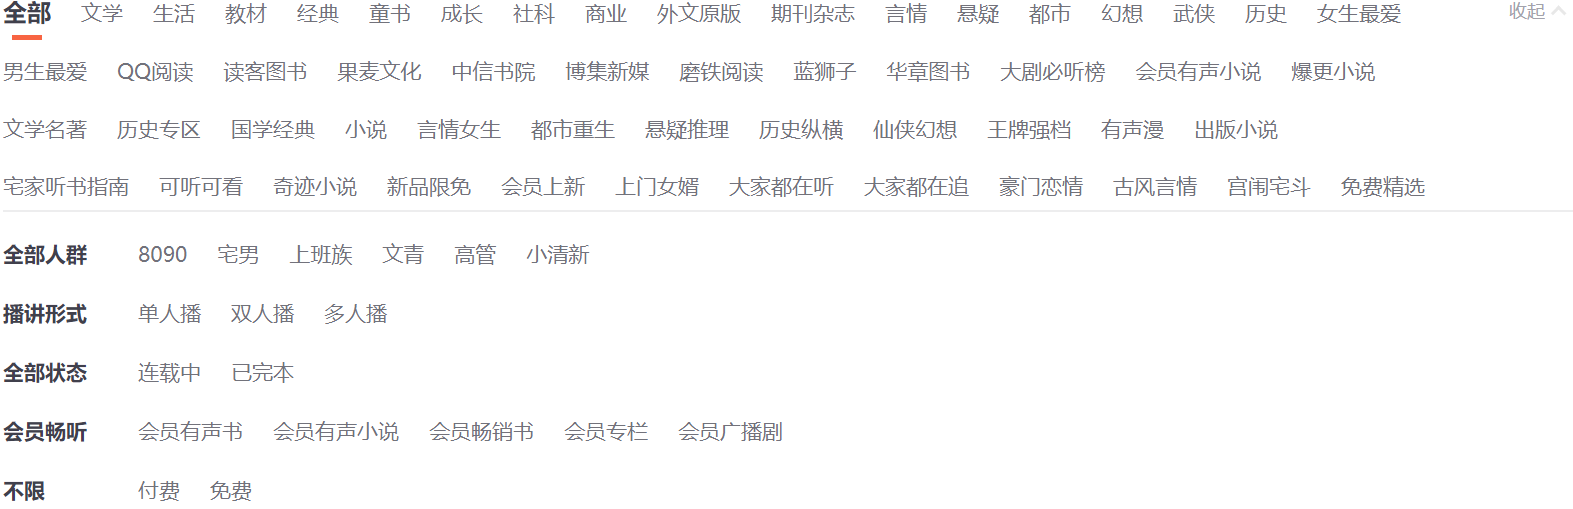 全部 文学 生活 教材 经典 童书 成长 社科 商业 外文原版 期刊杂志 言情 悬疑 都市 幻想 武侠 历史 女生最爱 收起
男生最爱 QQ阅读 读客图书 果麦文化 中信书院 博集新媒 磨铁阅读 蓝狮子 华章图书 大剧必听榜 会员有声小说 爆更小说
文学名著 历史专区 国学经典 小说 言情女生 都市重生 悬疑推理 历史纵横 仙侠幻想 王牌强档 有声漫 出版小说
宅家听书指南 可听可看 奇迹小说 新品限免 会员上新 上门女婿 大家都在听 大家都在追 豪门恋情 古风言情 宫闱宅斗 免费精选
全部人群 8090 宅男 上班族 文青 高管 小清新
播讲形式 单人播 双人播 多人播
全部状态 连载中 已完本
会员畅听 会员有声书 会员有声小说 会员畅销书 会员专栏 会员广播剧
不限 付费 免费